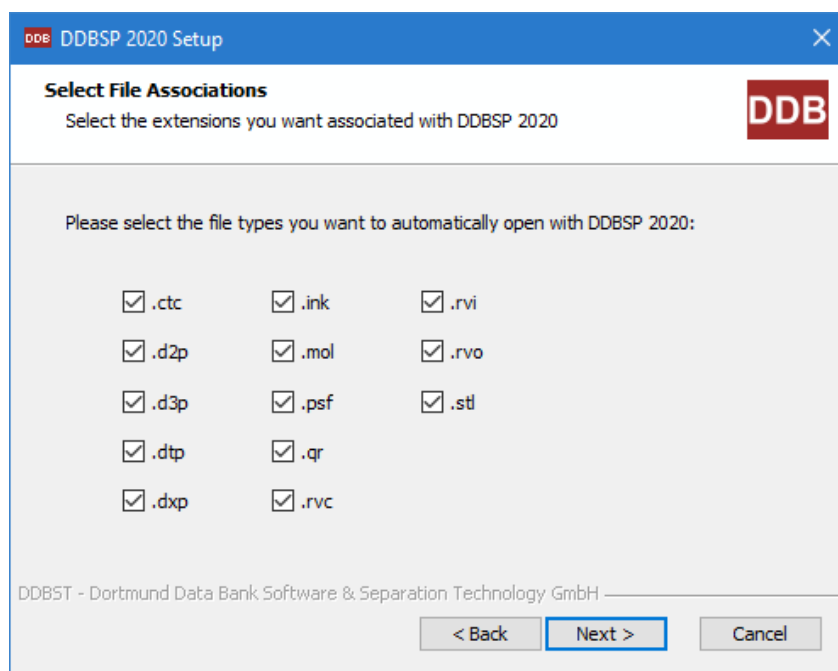 DDB DDBSP 2020 Setup
Select File Associations
Select the extensions you want associated with DDBSP 2020
DDB
Please select the file types you want to automatically open with DDBSP 2020:
.ctc .ink .rvi
.d2p .mol .rvo
.d3p .psf .stl
.dtp .qr
.dxp .rvc
DDBST - Dortmund Data Bank Software & Separation Technology GmbH
< Back Next > Cancel